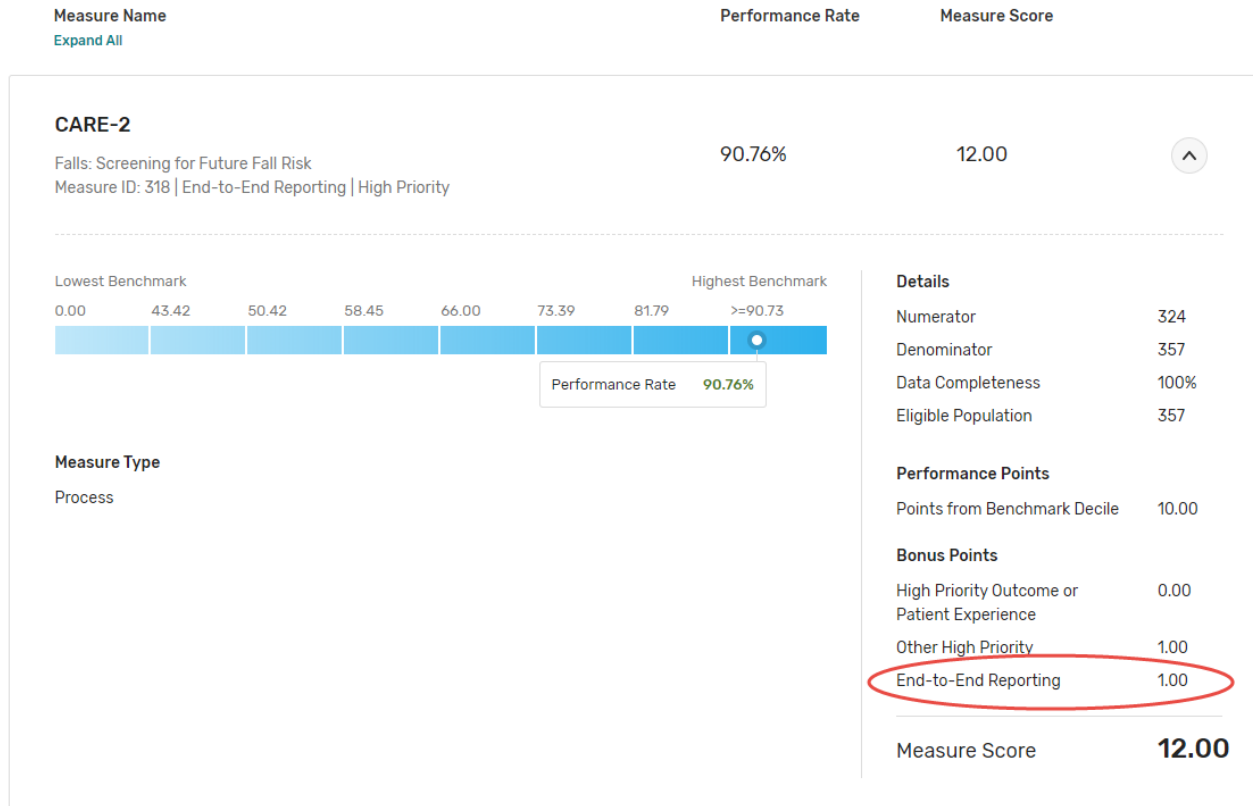 Measure Name Performance Rate Measure Score
Expand All
CARE-2
Falls: Screening for Future Fall Risk
Measure ID: 318 | End-to-End Reporting | High Priority
90.76% 12.00
Lowest Benchmark Highest Benchmark
0.00 43.42 50.42 58.45 66.00 73.39 81.79 >=90.73
Performance Rate 90.76%
Measure Type
Process
Details
Numerator 324
Denominator 357
Data Completeness 100%
Eligible Population 357
Performance Points
Points from Benchmark Decile 10.00
Bonus Points
High Priority Outcome or 0.00
Patient Experience
Other High Priority 1.00
End-to-End Reporting 1.00
Measure Score 12.00